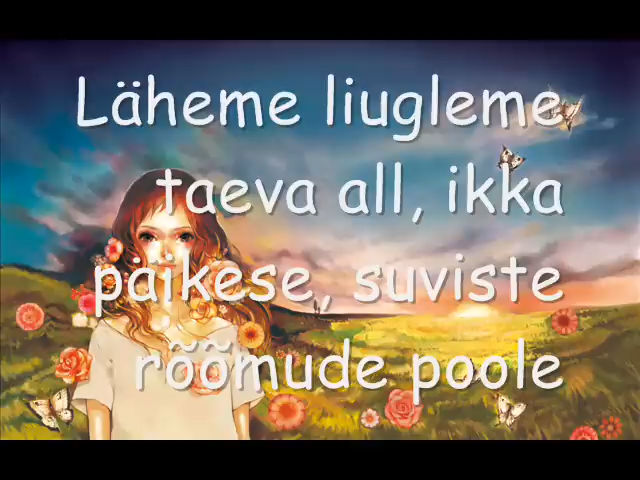 Läheme liugleme
taeva all, ikka
päikese, suviste
rõõmude poole